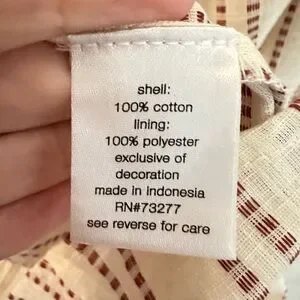 shell:
100% cotton
lining:
100% polyester
exclusive of
decoration
made in indonesia
RN#73277
see reverse for care